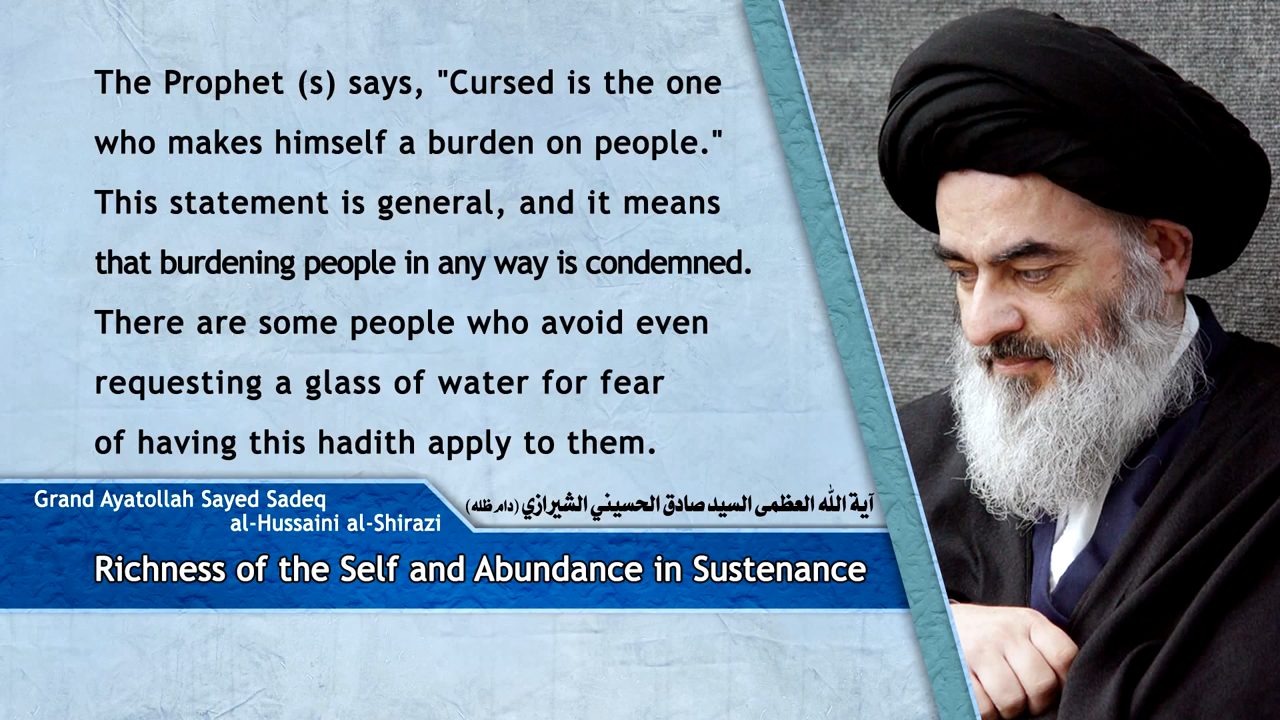 The Prophet (s) says, "Cursed is the one
who makes himself a burden on people."
This statement is general, and it means
that burdening people in any way is condemned.
There are some people who avoid even
requesting a glass of water for fear
of having this hadith apply to them.
Grand Ayatollah Sayed Sadeq
al-Hussaini al-Shirazi
آية الله العظمى السيد صادق الحسيني الشيرازي (دام ظله)
Richness of the Self and Abundance in Sustenance